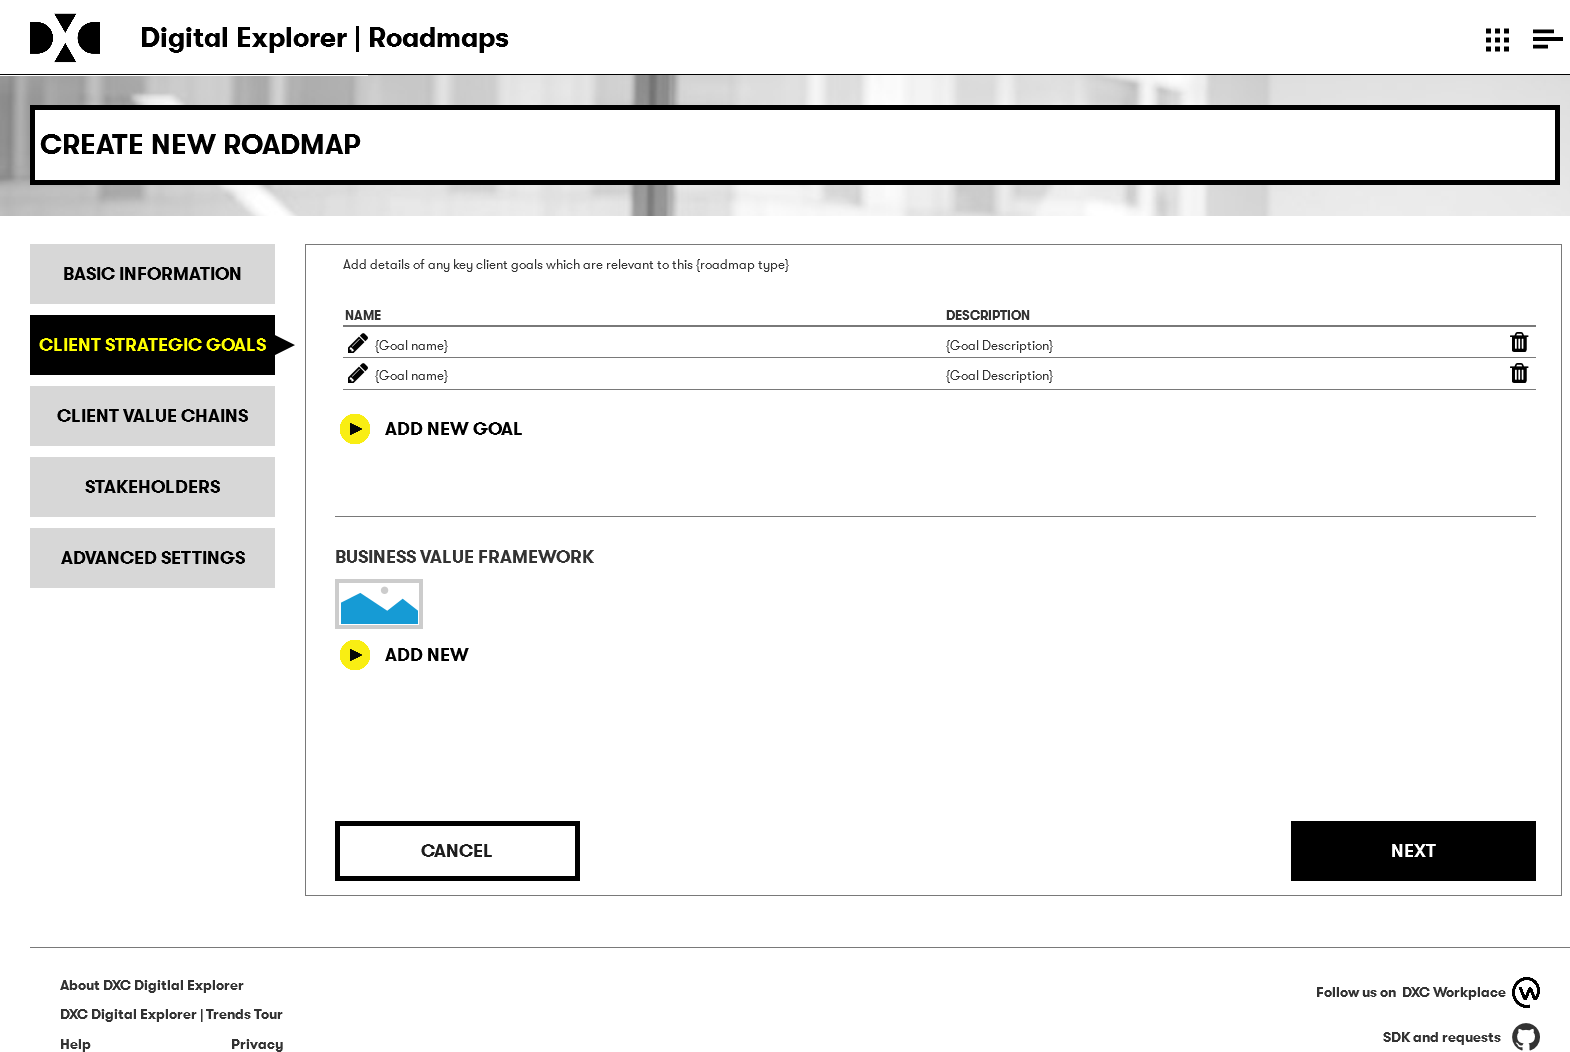 DXC
Digital Explorer | Roadmaps
CREATE NEW ROADMAP
BASIC INFORMATION
CLIENT STRATEGIC GOALS
CLIENT VALUE CHAINS
STAKEHOLDERS
ADVANCED SETTINGS
Add details of any key client goals which are relevant to this {roadmap type}
NAME DESCRIPTION
{Goal name} {Goal Description}
{Goal name} {Goal Description}
ADD NEW GOAL
BUSINESS VALUE FRAMEWORK
ADD NEW
CANCEL NEXT
About DXC Digitlal Explorer
DXC Digital Explorer | Trends Tour
Help Privacy
Follow us on DXC Workplace
SDK and requests